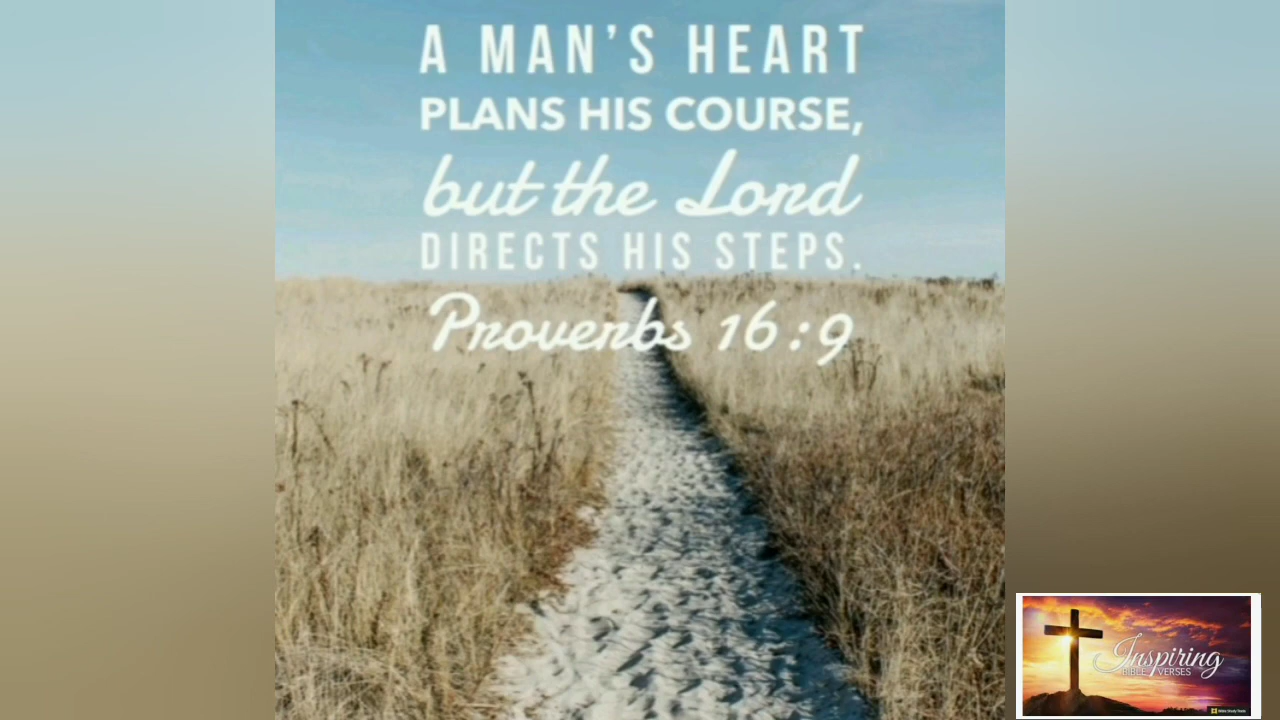 A MAN'S HEART
PLANS HIS COURSE,
but the Lord
DIRECTS HIS STEPS.
Proverbs 16:9
Inspiring
BIBLE VERSES